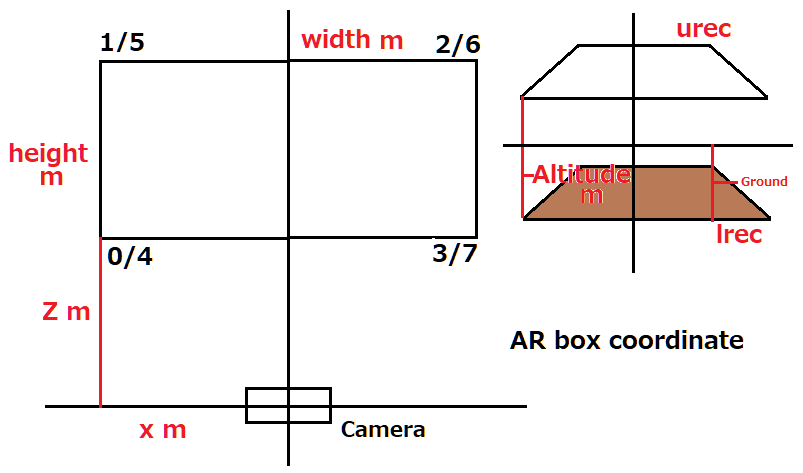 1/5
width m
2/6
height
m
0/4
3/7
Z m
x m
Camera
urec
Altitude
m
Ground
lrec
AR box coordinate